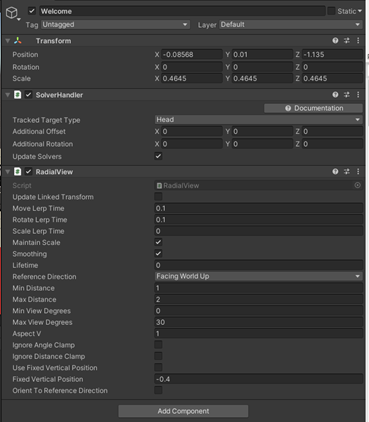 Welcome Static
Tag Untagged Layer Default
Transform
Position X -0.08568 Y 0.01 Z -1.135
Rotation X 0 Y 0 Z 0
Scale X 0.4645 Y 0.4645 Z 0.4645
SolverHandler
Documentation
Tracked Target Type Head
Additional Offset X 0 Y 0 Z 0
Additional Rotation X 0 Y 0 Z 0
Update Solvers
RadialView
Script RadialView
Update Linked Transform
Move Lerp Time 0.1
Rotate Lerp Time 0.1
Scale Lerp Time 0
Maintain Scale
Smoothing
Lifetime 0
Reference Direction Facing World Up
Min Distance 1
Max Distance 2
Min View Degrees 0
Max View Degrees 30
Aspect V 1
Ignore Angle Clamp
Ignore Distance Clamp
Use Fixed Vertical Position
Fixed Vertical Position -0.4
Orient To Reference Direction
Add Component